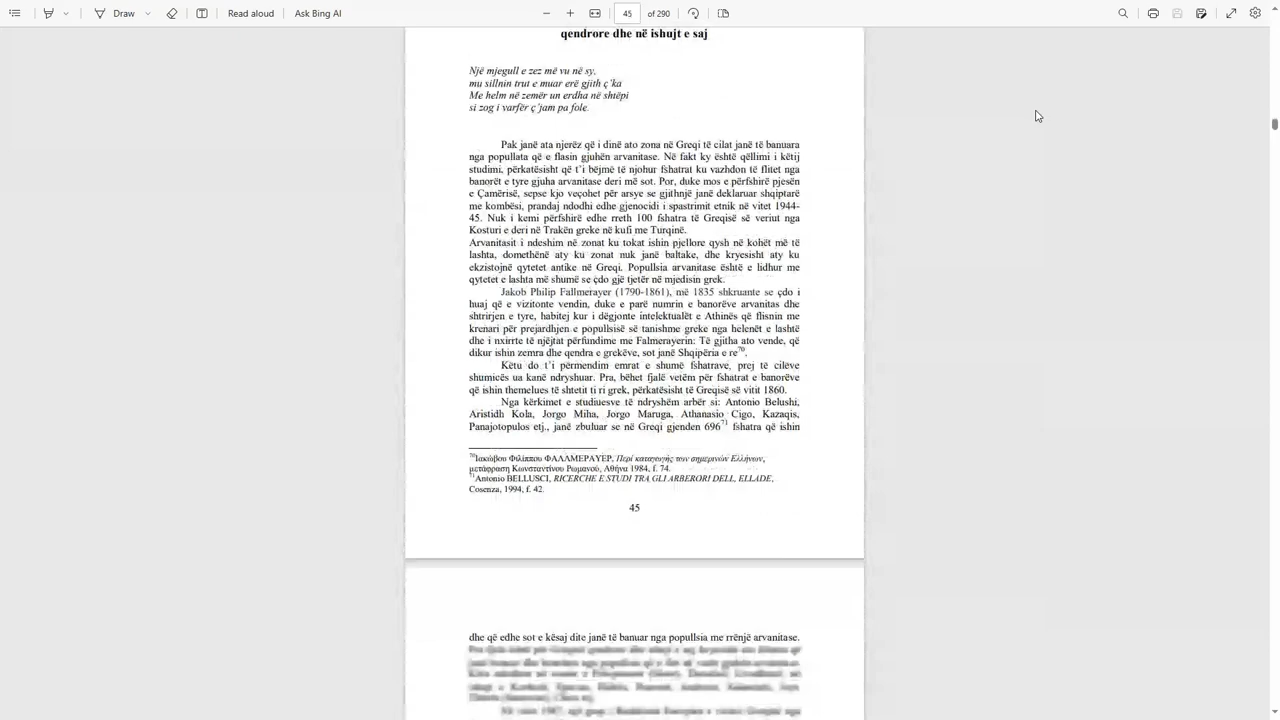 Draw
Read aloud
Ask Bing AI
45
of 290
qendrore dhe në ishujt e saj
Një mjegull e zez më vu në sy,
mu sillnin trut e muar erë gjith ç'ka
Me helm në zemër un erdha në shtëpi
si zog i varfër ç'jam pa fole.
Pak janë ata njerëz që i dinë ato zona në Greqi të cilat janë të banuara
nga popullata që e flasin gjuhën arvanitase. Në fakt ky është qëllimi i këtij
studimi, përkatësisht që t'i bëjmë të njohur fshatrat ku vazhdon të flitet nga
banorët e tyre gjuha arvanitase deri më sot. Por, duke mos e përfshirë pjesën
e Çamërisë, sepse kjo veçohet për arsye se gjithnjë janë deklaruar shqiptarë
me kombësi, prandaj ndodhi edhe gjenocidi i spastrimit etnik në vitet 1944-
45. Nuk i kemi përfshirë edhe rreth 100 fshatra të Greqisë së veriut nga
Kosturi e deri në Trakën greke në kufi me Turqinë.
Arvanitasit i ndeshim në zonat ku tokat ishin pjellore qysh në kohët më të
lashta, domethënë aty ku zonat nuk janë baltake, dhe kryesisht aty ku
ekzistojnë qytetet antike në Greqi. Popullsia arvanitase është e lidhur me
qytetet e lashta më shumë se çdo gjë tjetër në mjedisin grek.
Jakob Philip Fallmerayer (1790-1861), më 1835 shkruante se çdo i
huaj që e vizitonte vendin, duke e parë numrin e banorëve arvanitas dhe
shtrirjen e tyre, habitej kur i dëgjonte intelektualët e Athinës që flisnin me
krenari për prejardhjen e popullsisë së tanishme greke nga helenët e lashtë
dhe i nxirrte të njëjtat përfundime me Falmerayerin: Të gjitha ato vende, që
dikur ishin zemra dhe qendra e grekëve, sot janë Shqipëria e re70.
Këtu do t'i përmendim emrat e shumë fshatrave, prej të cilëve
shumicës ua kanë ndryshuar. Pra, bëhet fjalë vetëm për fshatrat e banorëve
që ishin themelues të shtetit ti ri grek, përkatësisht të Greqisë së vitit 1860.
Nga kërkimet e studiuesve të ndryshëm arbër si: Antonio Belushi,
Aristidh Kola, Jorgo Miha, Jorgo Maruga, Athanasio Cigo, Kazaqis,
Panajotopulos etj., janë zbuluar se në Greqi gjenden 69671 fshatra që ishin
70Ιακώβου Φιλίππου ΦΑΛΜΕΡΑΥΕΡ, Περί καταγωγής των σημερινών Ελλήνων,
μετάφραση Κωνσταντίνου Ρωμανού, Αθήνα 1984, f. 74.
71Antonio BELLUSCI, RICERCHE E STUDI TRA GLI ARBERORI DELL, ELLADE,
Cosenza, 1994, f. 42.
45
dhe që edhe sot e kësaj dite janë të banuar nga popullsia me rrënjë arvanitase.